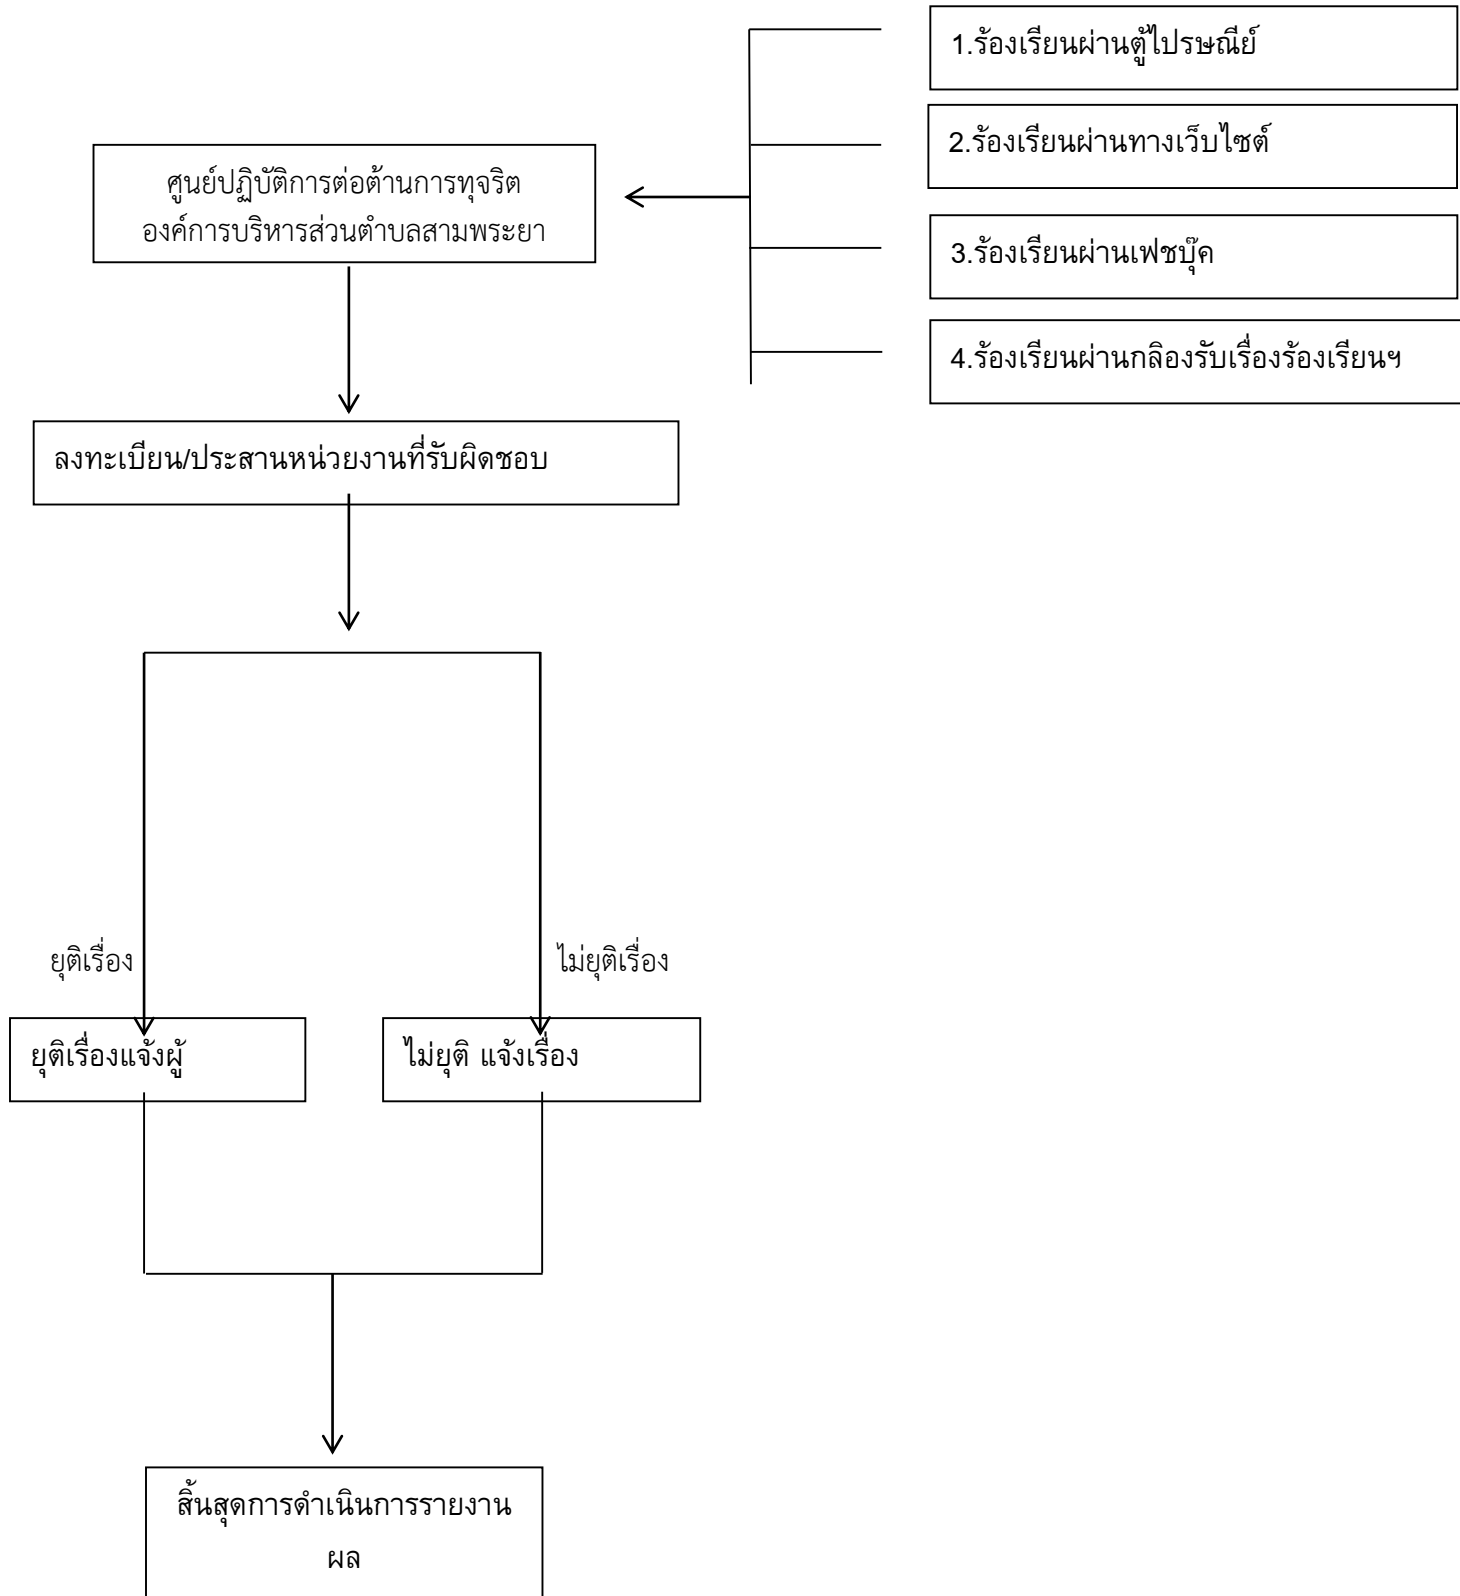 1.ร้องเรียนผ่านตู้ไปรษณีย์
2.ร้องเรียนผ่านทางเว็บไซต์
ศูนย์ปฏิบัติการต่อต้านการทุจริต
องค์การบริหารส่วนตำบลสามพระยา
3.ร้องเรียนผ่านเฟชบุ๊ค
4.ร้องเรียนผ่านกลิองรับเรื่องร้องเรียนฯ
ลงทะเบียน/ประสานหน่วยงานที่รับผิดชอบ
ยุติเรื่อง
ไม่ยุติเรื่อง
ยุติเรื่องแจ้งผู้
ไม่ยุติ แจ้งเรื่อง
สิ้นสุดการดำเนินการรายงาน
ผล